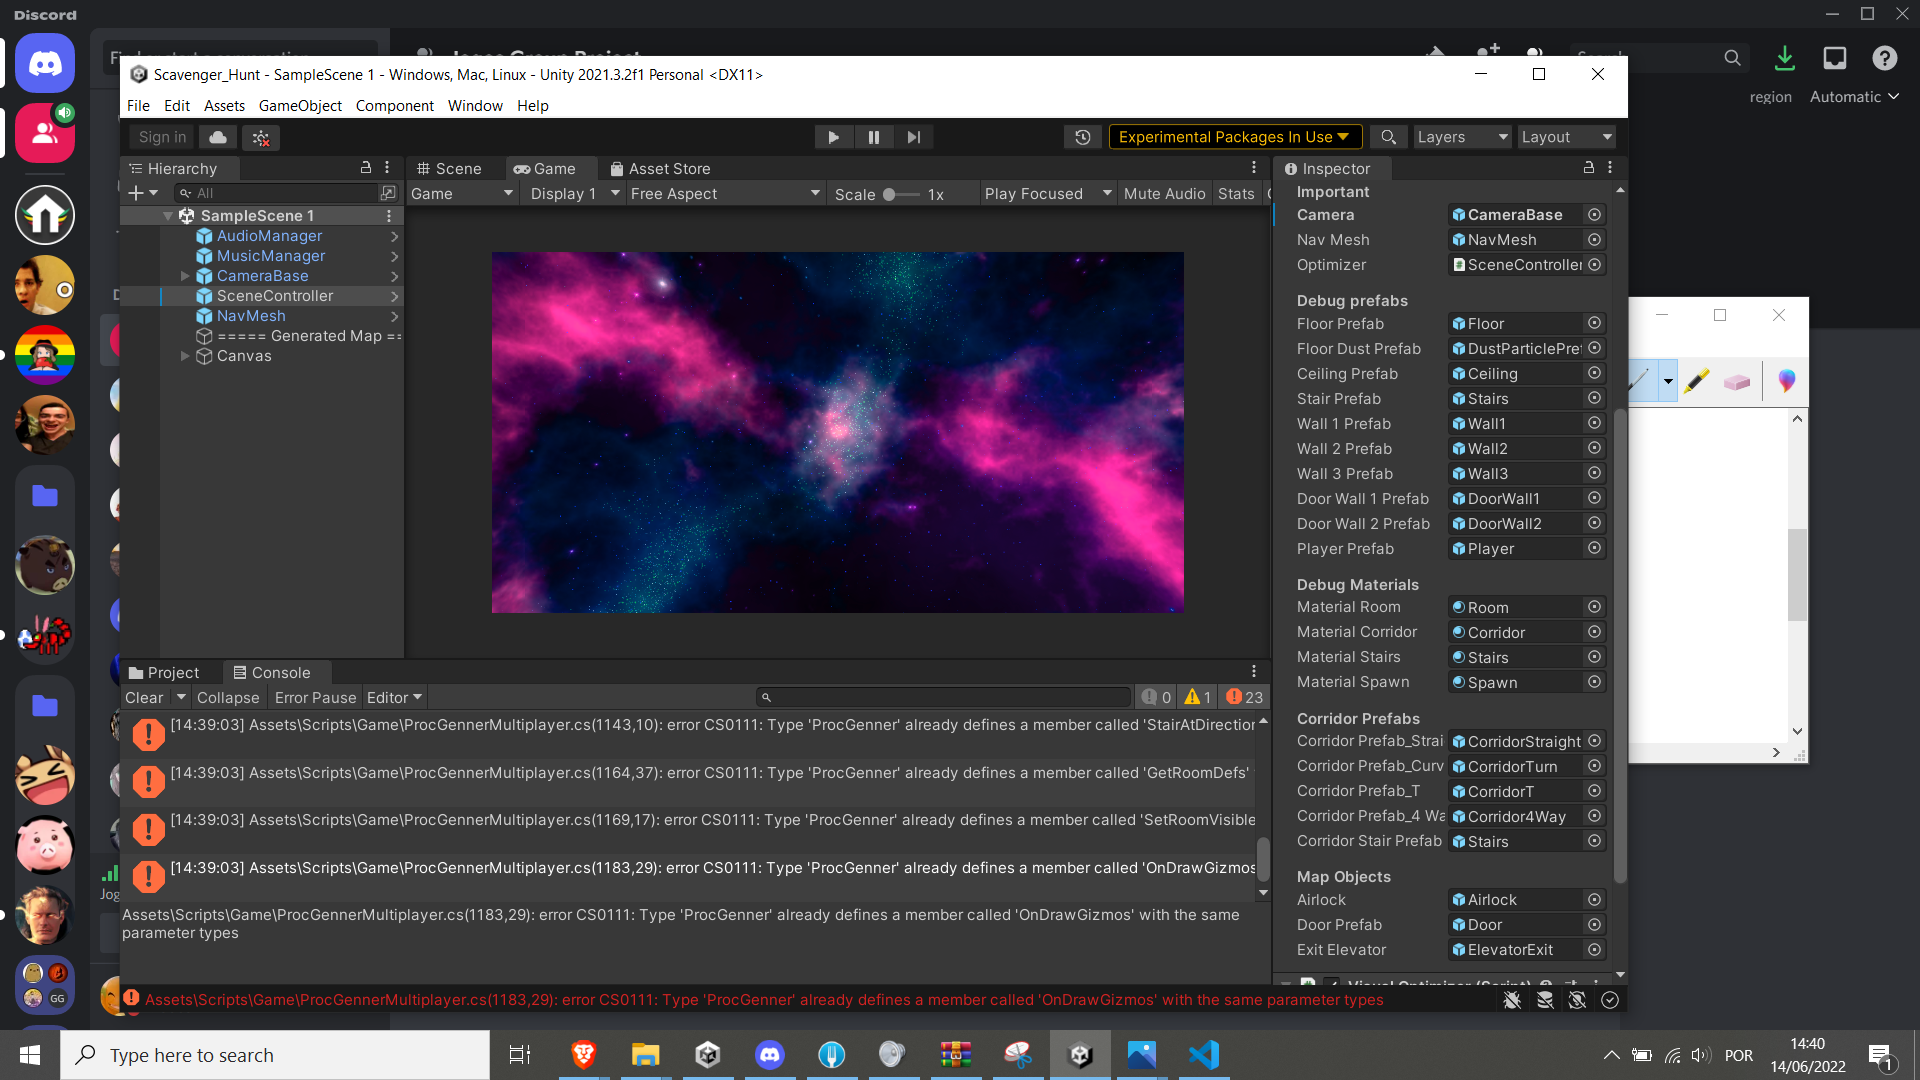 Discord
Scavenger_Hunt - SampleScene 1 - Windows, Mac, Linux - Unity 2021.3.2f1 Personal <DX11>
region Automatic
File Edit Assets GameObject Component Window Help
Sign in
Experimental Packages In Use
Layers
Layout
Hierarchy
All
SampleScene 1
AudioManager
MusicManager
CameraBase
SceneController
NavMesh
===== Generated Map ==
Canvas
Scene Game Asset Store
Game Display 1 Free Aspect Scale 1x Play Focused Mute Audio Stats
Inspector
Important
Camera CameraBase
Nav Mesh NavMesh
Optimizer SceneController
Debug prefabs
Floor Prefab Floor
Floor Dust Prefab DustParticlePref
Ceiling Prefab Ceiling
Stair Prefab Stairs
Wall 1 Prefab Wall1
Wall 2 Prefab Wall2
Wall 3 Prefab Wall3
Door Wall 1 Prefab DoorWall1
Door Wall 2 Prefab DoorWall2
Player Prefab Player
Debug Materials
Material Room Room
Material Corridor Corridor
Material Stairs Stairs
Material Spawn Spawn
Corridor Prefabs
Corridor Prefab_Strai CorridorStraight
Corridor Prefab_Curv CorridorTurn
Corridor Prefab_T CorridorT
Corridor Prefab_4 Wa Corridor4Way
Corridor Stair Prefab Stairs
Map Objects
Airlock Airlock
Door Prefab Door
Exit Elevator ElevatorExit
Project Console
Clear Collapse Error Pause Editor 0 1 23
[14:39:03] Assets\Scripts\Game\ProcGennerMultiplayer.cs(1143,10): error CS0111: Type 'ProcGenner' already defines a member called 'StairAtDirection
[14:39:03] Assets\Scripts\Game\ProcGennerMultiplayer.cs(1164,37): error CS0111: Type 'ProcGenner' already defines a member called 'GetRoomDefs'
[14:39:03] Assets\Scripts\Game\ProcGennerMultiplayer.cs(1169,17): error CS0111: Type 'ProcGenner' already defines a member called 'SetRoomVisible
[14:39:03] Assets\Scripts\Game\ProcGennerMultiplayer.cs(1183,29): error CS0111: Type 'ProcGenner' already defines a member called 'OnDrawGizmos
Assets\Scripts\Game\ProcGennerMultiplayer.cs(1183,29): error CS0111: Type 'ProcGenner' already defines a member called 'OnDrawGizmos' with the same
parameter types
Assets\Scripts\Game\ProcGennerMultiplayer.cs(1183,29): error CS0111: Type 'ProcGenner' already defines a member called 'OnDrawGizmos' with the same parameter types
GG
Jog
Type here to search
POR
14:40
14/06/2022
1